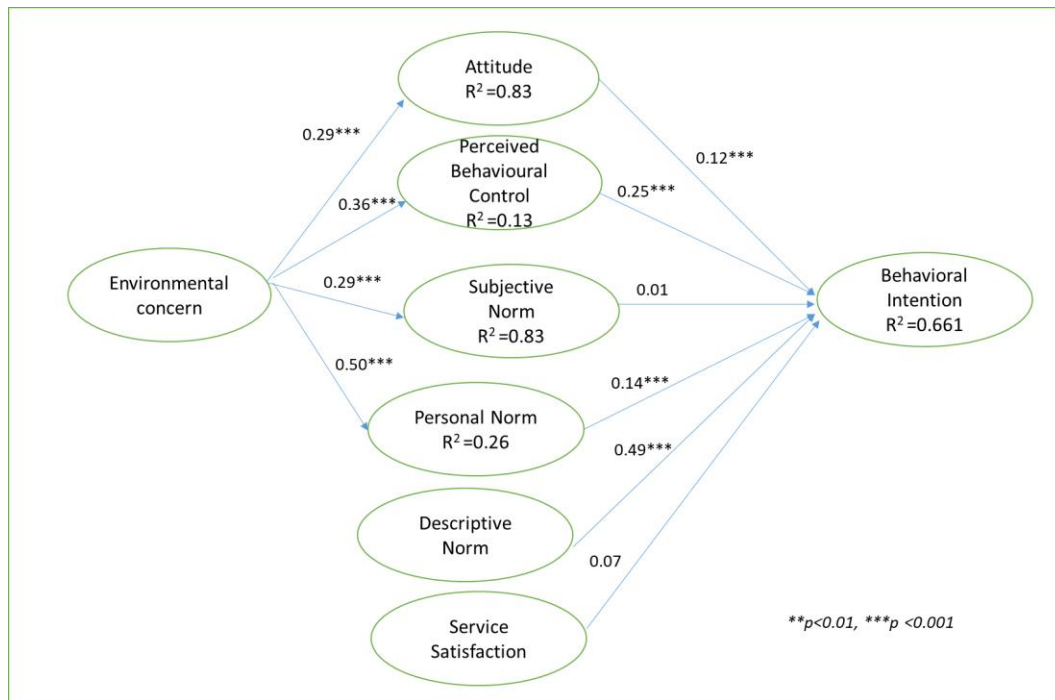 Attitude
R² =0.83
0.29***
0.12***
Perceived
Behavioural
Control
R² =0.13
0.36***
0.25***
Environmental
concern
0.29***
Subjective
Norm
R² =0.83
0.01
Behavioral
Intention
R² =0.661
0.50***
0.14***
Personal Norm
R² =0.26
0.49***
Descriptive
Norm
0.07
Service
Satisfaction
**p<0.01, ***p <0.001